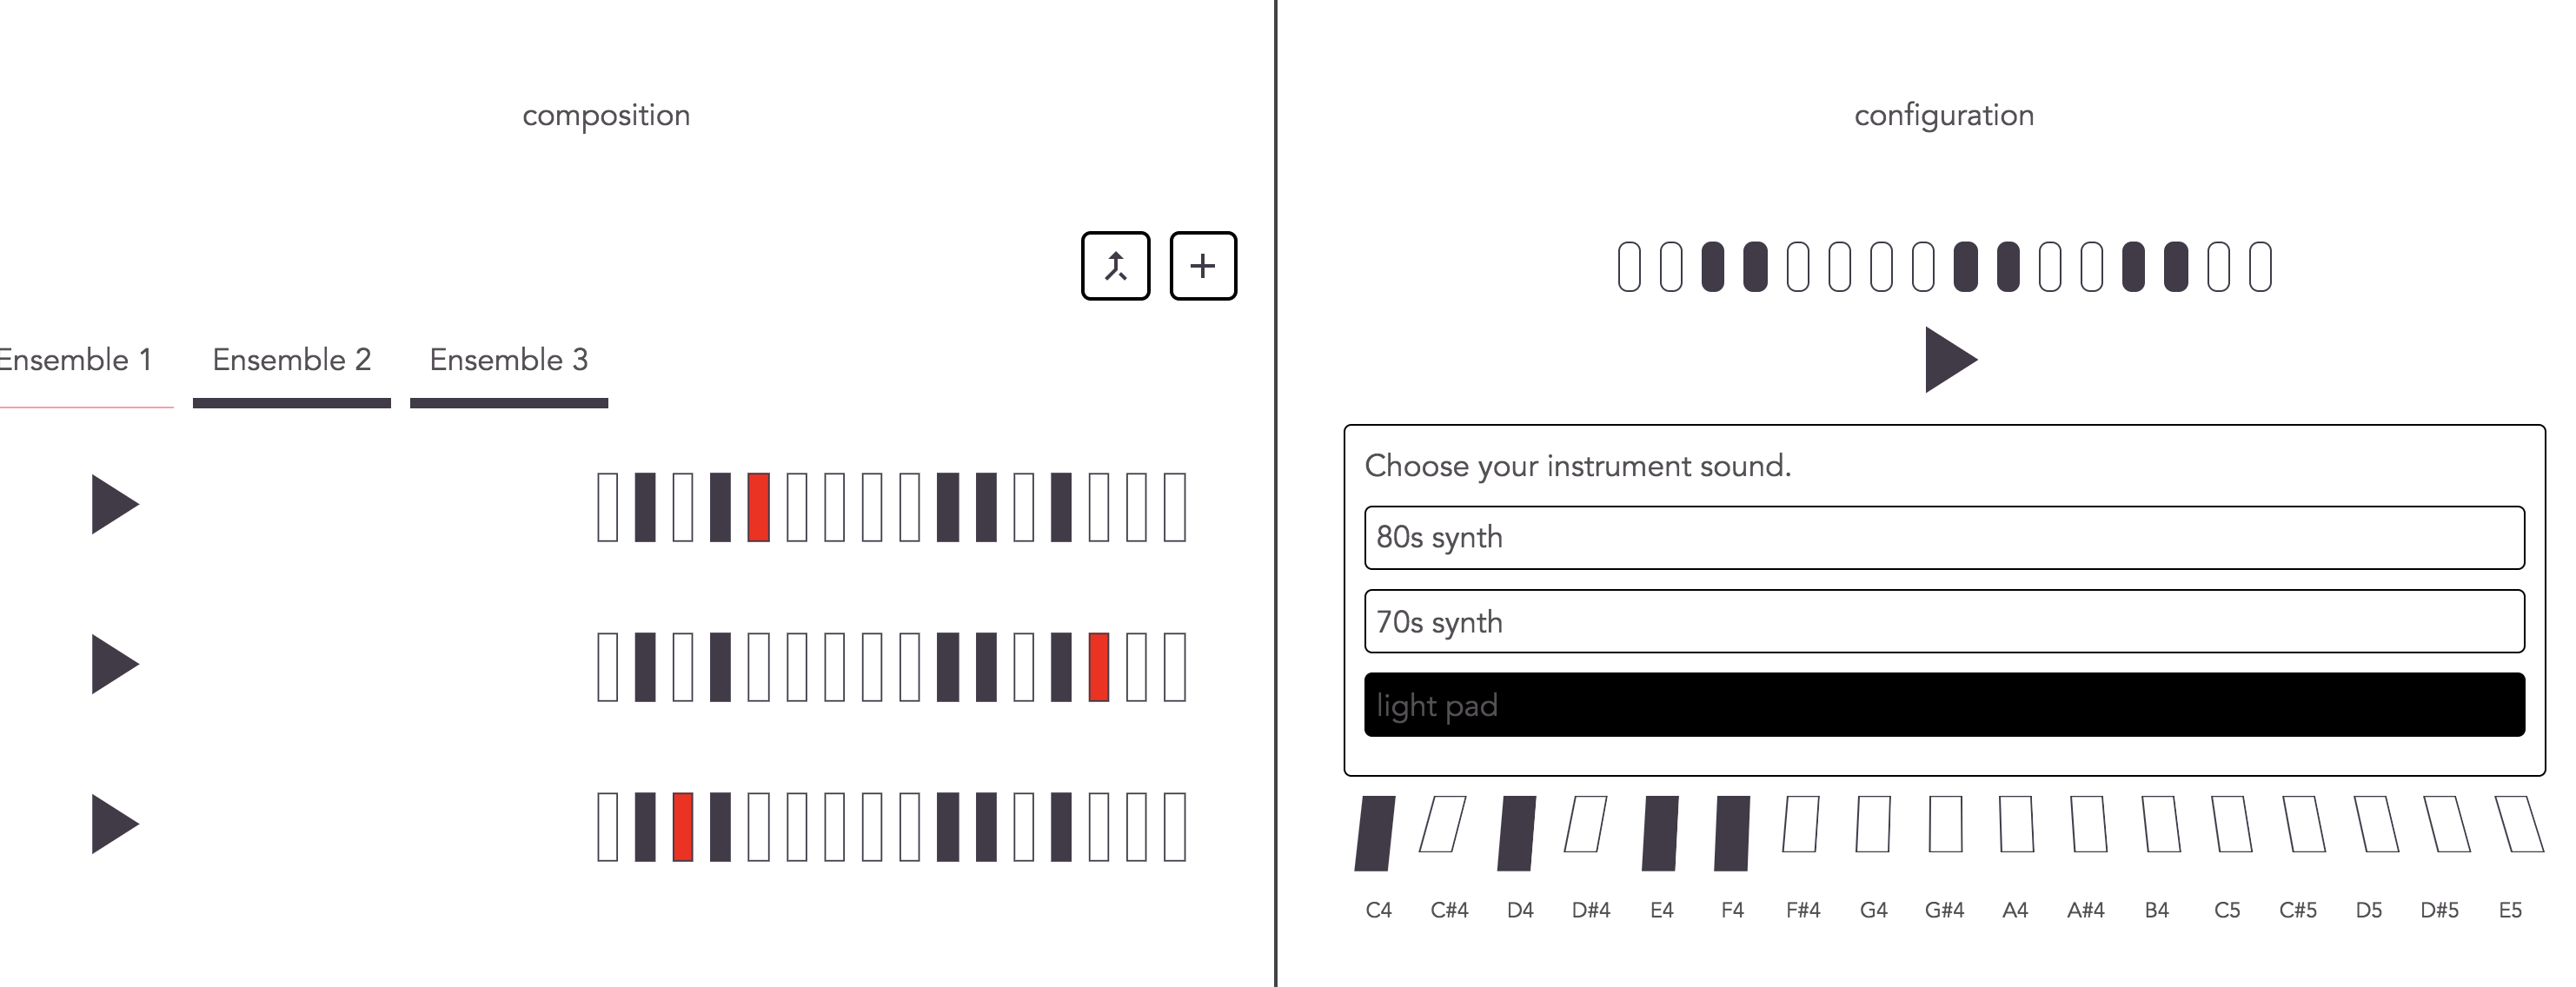 composition
Ensemble 1 Ensemble 2 Ensemble 3
configuration
Choose your instrument sound.
80s synth
70s synth
light pad
C4 C#4 D4 D#4 E4 F4 F#4 G4 G#4 A4 A#4 B4 C5 C#5 D5 D#5 E5